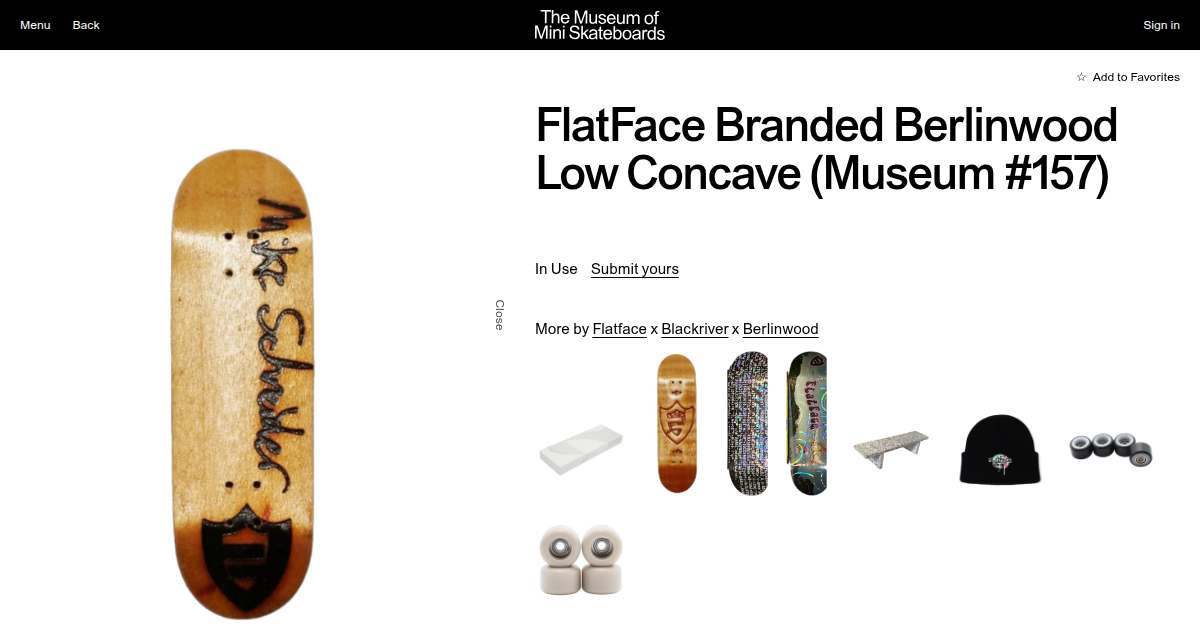 Menu
Back
The Museum of
Mini Skateboards
Sign in
☆ Add to Favorites
FlatFace Branded Berlinwood
Low Concave (Museum #157)
In Use Submit yours
Close
More by Flatface x Blackriver x Berlinwood
Mike Schneider